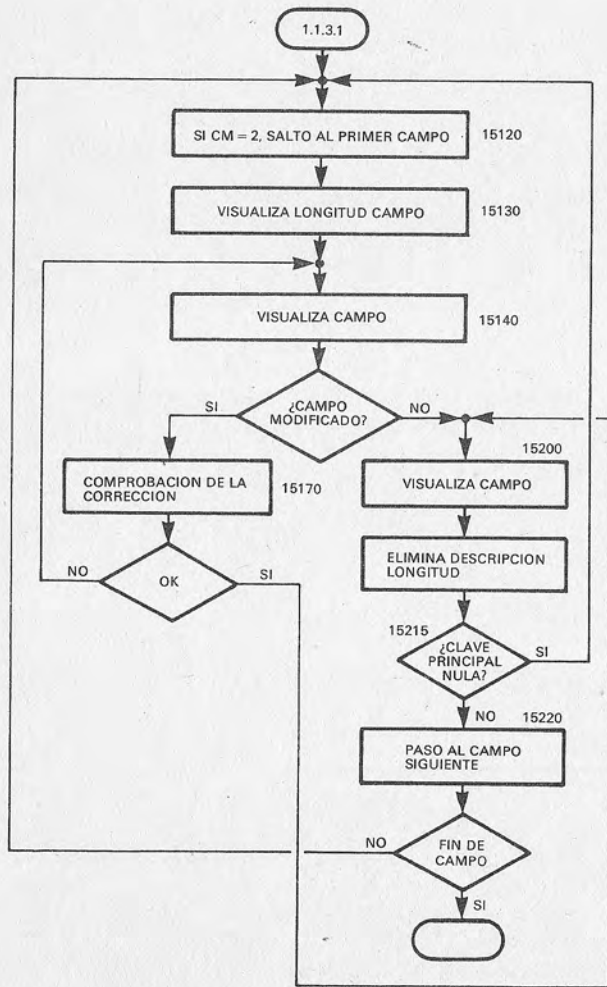 1.1.3.1
SI CM = 2, SALTO AL PRIMER CAMPO
15120
VISUALIZA LONGITUD CAMPO
15130
VISUALIZA CAMPO
15140
¿CAMPO
MODIFICADO?
SI
NO
COMPROBACION DE LA
CORRECCION
15170
OK
NO
SI
15200
VISUALIZA CAMPO
ELIMINA DESCRIPCION
LONGITUD
15215
¿CLAVE
PRINCIPAL
NULA?
SI
NO
15220
PASO AL CAMPO
SIGUIENTE
FIN DE
CAMPO
NO
SI